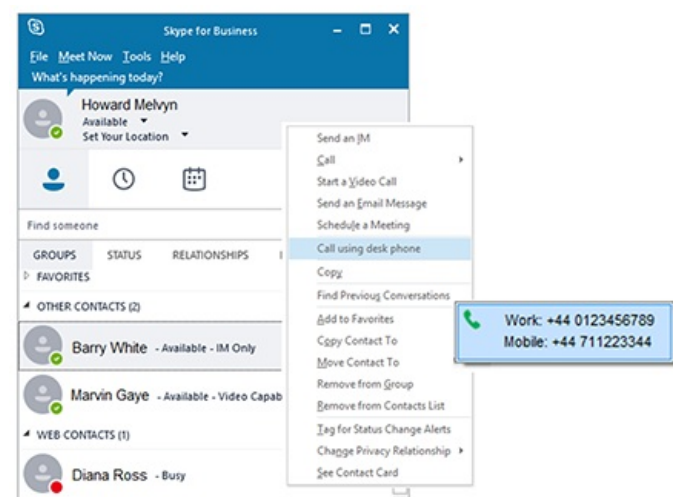 Skype for Business
File Meet Now Tools Help
What's happening today?
Howard Melvyn
Available
Set Your Location
Find someone
GROUPS STATUS RELATIONSHIPS
FAVORITES
OTHER CONTACTS (2)
Barry White - Available - IM Only
Marvin Gaye - Available - Video Capab
WEB CONTACTS (1)
Diana Ross - Busy
Send an IM
Call
Start a Video Call
Send an Email Message
Schedule a Meeting
Call using desk phone
Copy
Find Previous Conversations
Add to Favorites
Copy Contact To
Move Contact To
Remove from Group
Remove from Contacts List
Tag for Status Change Alerts
Change Privacy Relationship
See Contact Card
Work: +44 0123456789
Mobile: +44 711223344